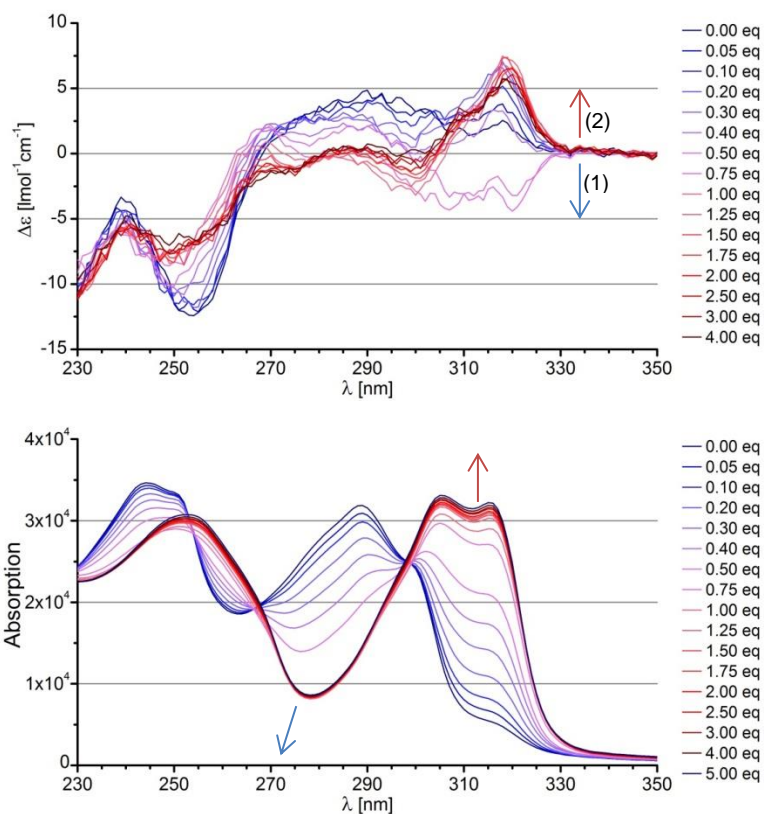 10
5
0
-5
-10
-15
Δε [lmol⁻¹cm⁻¹]
(2)
(1)
230 250 270 290 310 330 350
λ [nm]
0.00 eq
0.05 eq
0.10 eq
0.20 eq
0.30 eq
0.40 eq
0.50 eq
0.75 eq
1.00 eq
1.25 eq
1.50 eq
1.75 eq
2.00 eq
2.50 eq
3.00 eq
4.00 eq
4x10⁴
3x10⁴
2x10⁴
1x10⁴
0
Absorption
230 250 270 290 310 330 350
λ [nm]
0.00 eq
0.05 eq
0.10 eq
0.20 eq
0.30 eq
0.40 eq
0.50 eq
0.75 eq
1.00 eq
1.25 eq
1.50 eq
1.75 eq
2.00 eq
2.50 eq
3.00 eq
4.00 eq
5.00 eq